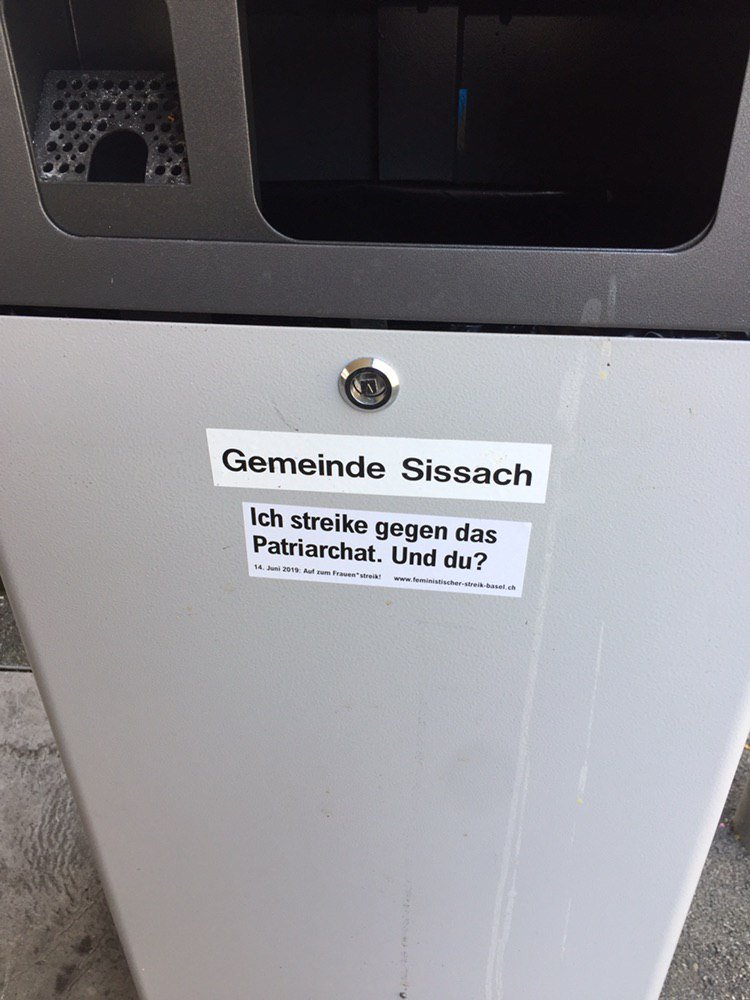 Gemeinde Sissach
Ich streike gegen das
Patriarchat. Und du?
14. Juni 2019: Auf zum Frauen*streik! www.feministischer-streik-basel.ch